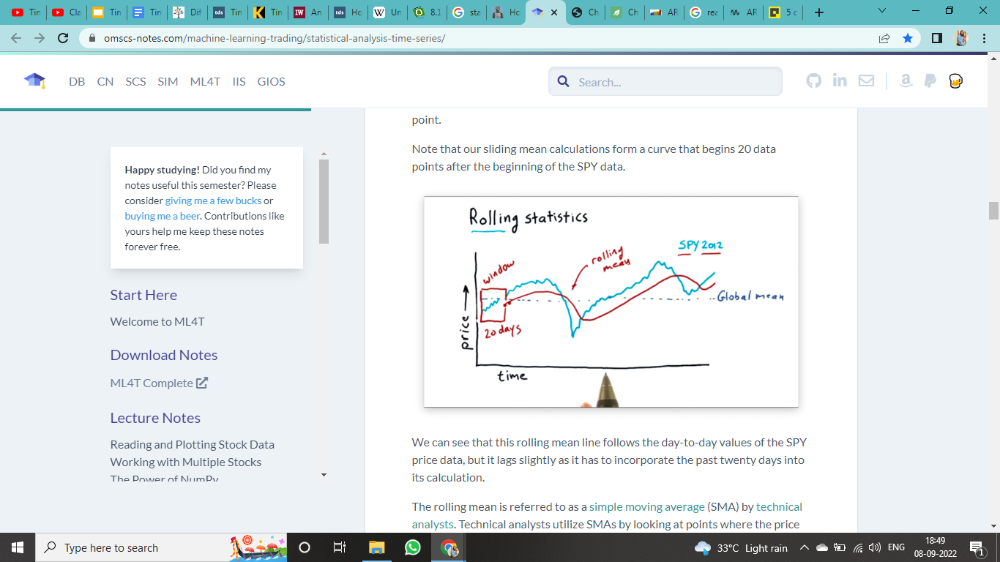 Tin
Cla
Tim
Tin
Dif
Tin
Tin
An
Ho
Un
8.1
sta
Ho
Ch
Ch
AR
rea
AR
5 c
omscs-notes.com/machine-learning-trading/statistical-analysis-time-series/
DB CN SCS SIM ML4T IIS GIOS
Search...
Happy studying! Did you find my
notes useful this semester? Please
consider giving me a few bucks or
buying me a beer. Contributions like
yours help me keep these notes
forever free.
Start Here
Welcome to ML4T
Download Notes
ML4T Complete
Lecture Notes
Reading and Plotting Stock Data
Working with Multiple Stocks
The Power of NumPy
point.
Note that our sliding mean calculations form a curve that begins 20 data
points after the beginning of the SPY data.
Rolling statistics
SPY 2012
window
rolling
mean
Global mean
price
20 days
time
We can see that this rolling mean line follows the day-to-day values of the SPY
price data, but it lags slightly as it has to incorporate the past twenty days into
its calculation.
The rolling mean is referred to as a simple moving average (SMA) by technical
analysts. Technical analysts utilize SMAs by looking at points where the price
Type here to search
33°C Light rain
ENG
18:49
08-09-2022
1